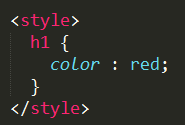 <style>
  h1 {
    color : red;
  }
</style>